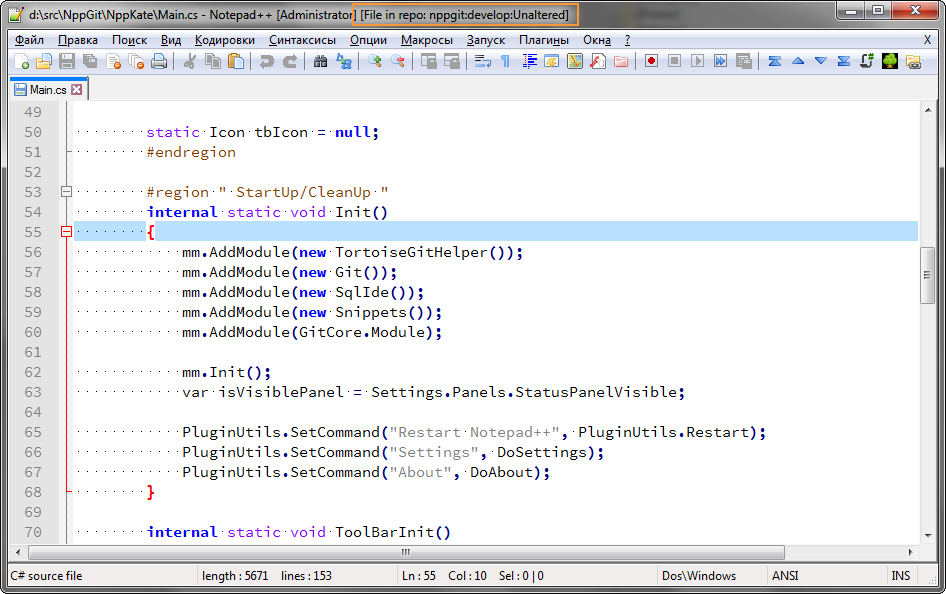 d:\src\NppGit\NppKate\Main.cs - Notepad++ [Administrator] [File in repo: nppgit:develop:Unaltered]
Файл Правка Поиск Вид Кодировки Синтаксисы Опции Макросы Запуск Плагины Окна ? X
Main.cs
49
50 static Icon tbIcon = null;
51 #endregion
52
53 #region " StartUp/CleanUp "
54 internal static void Init()
55 {
56 mm.AddModule(new TortoiseGitHelper());
57 mm.AddModule(new Git());
58 mm.AddModule(new SqlIde());
59 mm.AddModule(new Snippets());
60 mm.AddModule(GitCore.Module);
61
62 mm.Init();
63 var isVisiblePanel = Settings.Panels.StatusPanelVisible;
64
65 PluginUtils.SetCommand("Restart Notepad++", PluginUtils.Restart);
66 PluginUtils.SetCommand("Settings", DoSettings);
67 PluginUtils.SetCommand("About", DoAbout);
68 }
69
70 internal static void ToolBarInit()
C# source file length : 5671 lines : 153 Ln : 55 Col : 10 Sel : 0 | 0 Dos\Windows ANSI INS